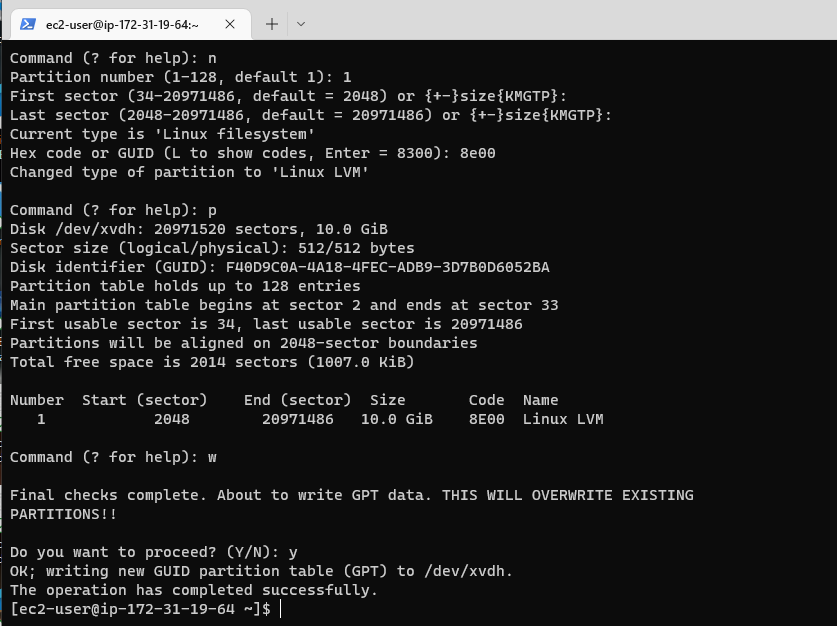 ec2-user@ip-172-31-19-64:~
Command (? for help): n
Partition number (1-128, default 1): 1
First sector (34-20971486, default = 2048) or {+-}size{KMGTP}:
Last sector (2048-20971486, default = 20971486) or {+-}size{KMGTP}:
Current type is 'Linux filesystem'
Hex code or GUID (L to show codes, Enter = 8300): 8e00
Changed type of partition to 'Linux LVM'

Command (? for help): p
Disk /dev/xvdh: 20971520 sectors, 10.0 GiB
Sector size (logical/physical): 512/512 bytes
Disk identifier (GUID): F40D9C0A-4A18-4FEC-ADB9-3D7B0D6052BA
Partition table holds up to 128 entries
Main partition table begins at sector 2 and ends at sector 33
First usable sector is 34, last usable sector is 20971486
Partitions will be aligned on 2048-sector boundaries
Total free space is 2014 sectors (1007.0 KiB)

Number  Start (sector)    End (sector)  Size       Code  Name
   1            2048        20971486   10.0 GiB    8E00  Linux LVM

Command (? for help): w

Final checks complete. About to write GPT data. THIS WILL OVERWRITE EXISTING
PARTITIONS!!

Do you want to proceed? (Y/N): y
OK; writing new GUID partition table (GPT) to /dev/xvdh.
The operation has completed successfully.
[ec2-user@ip-172-31-19-64 ~]$